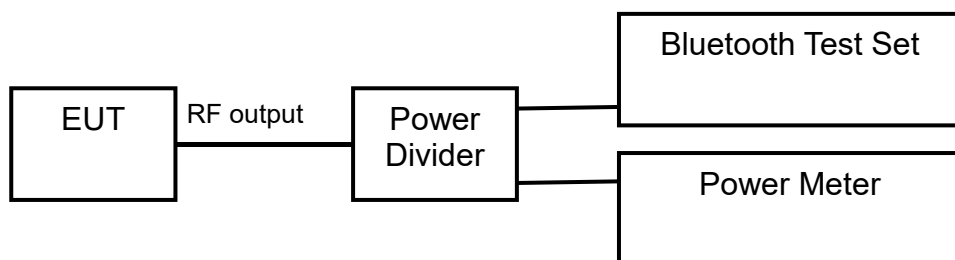 Bluetooth Test Set
EUT
RF output
Power
Divider
Power Meter